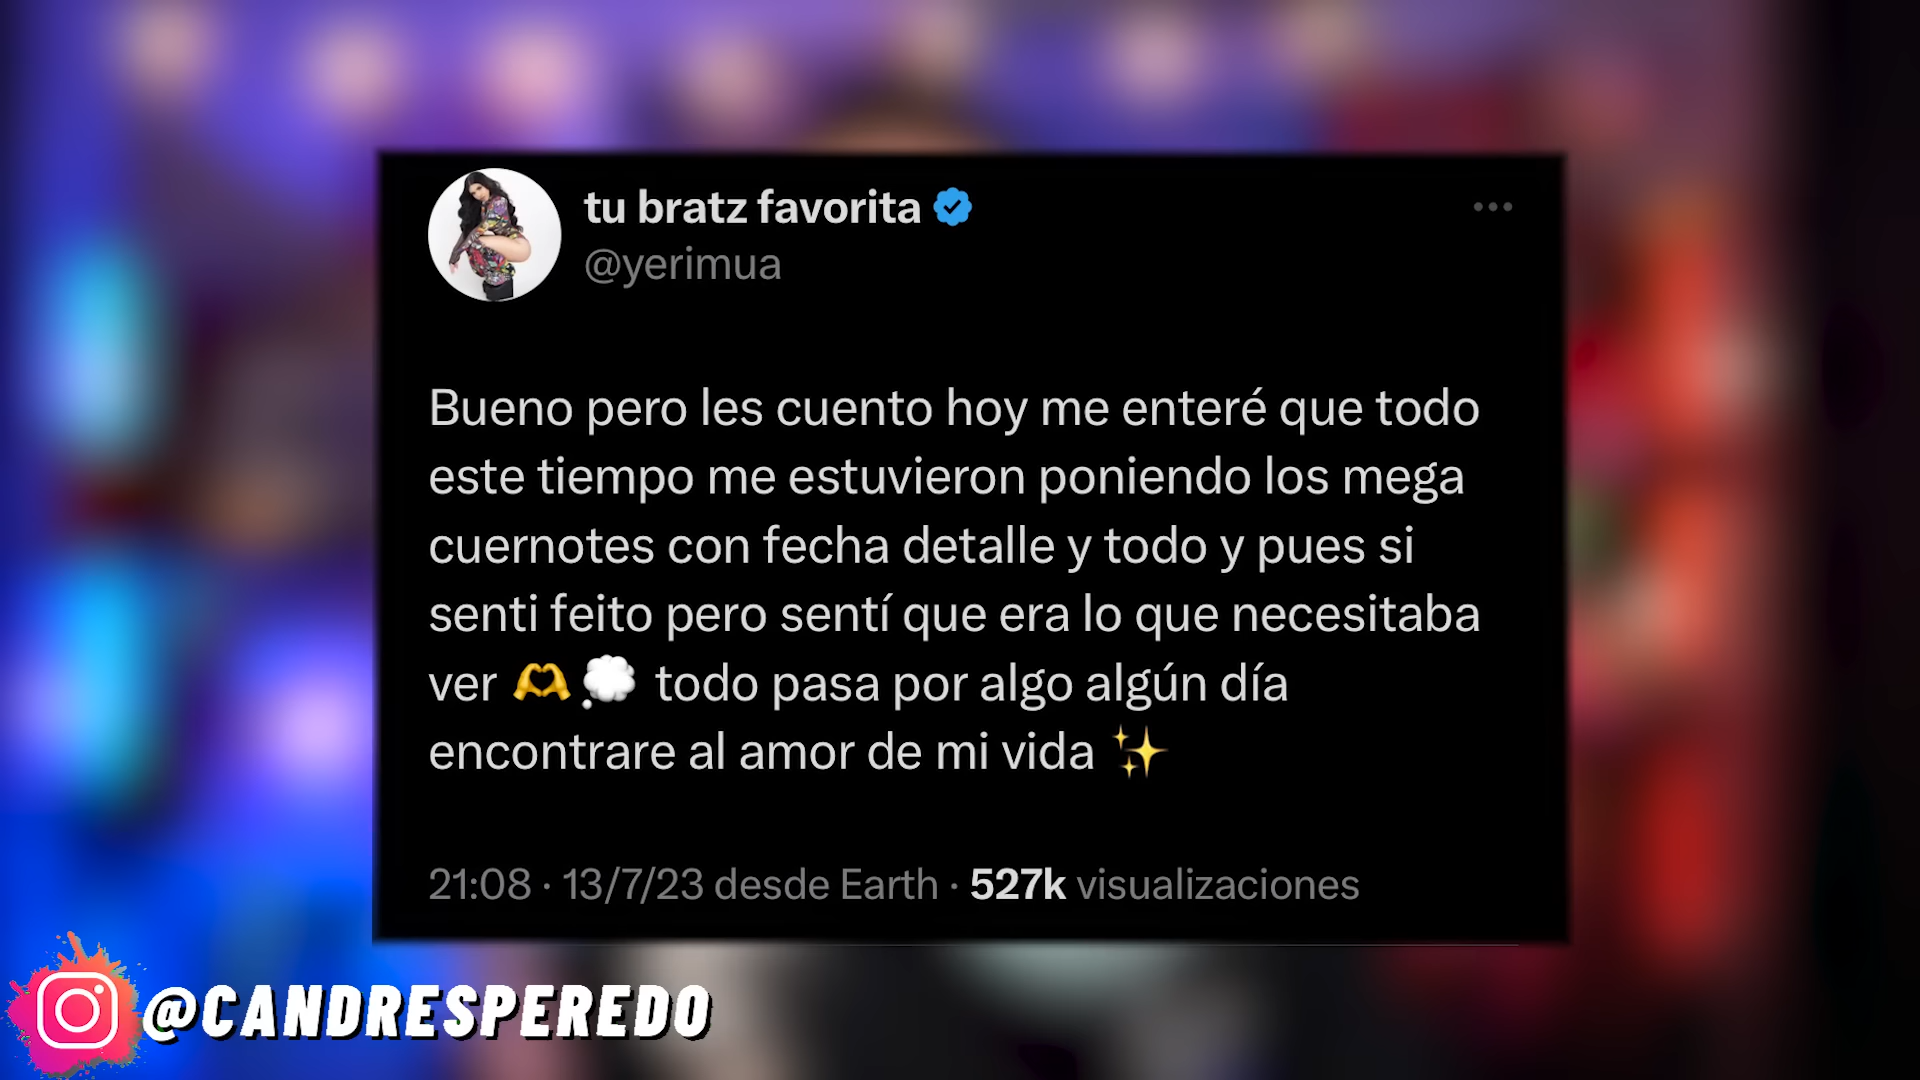 tu bratz favorita
@yerimua
Bueno pero les cuento hoy me enteré que todo
este tiempo me estuvieron poniendo los mega
cuernotes con fecha detalle y todo y pues si
senti feito pero sentí que era lo que necesitaba
ver 🫶💭 todo pasa por algo algún día
encontrare al amor de mi vida ✨
21:08 · 13/7/23 desde Earth · 527k visualizaciones
@CANDRESPEREDO